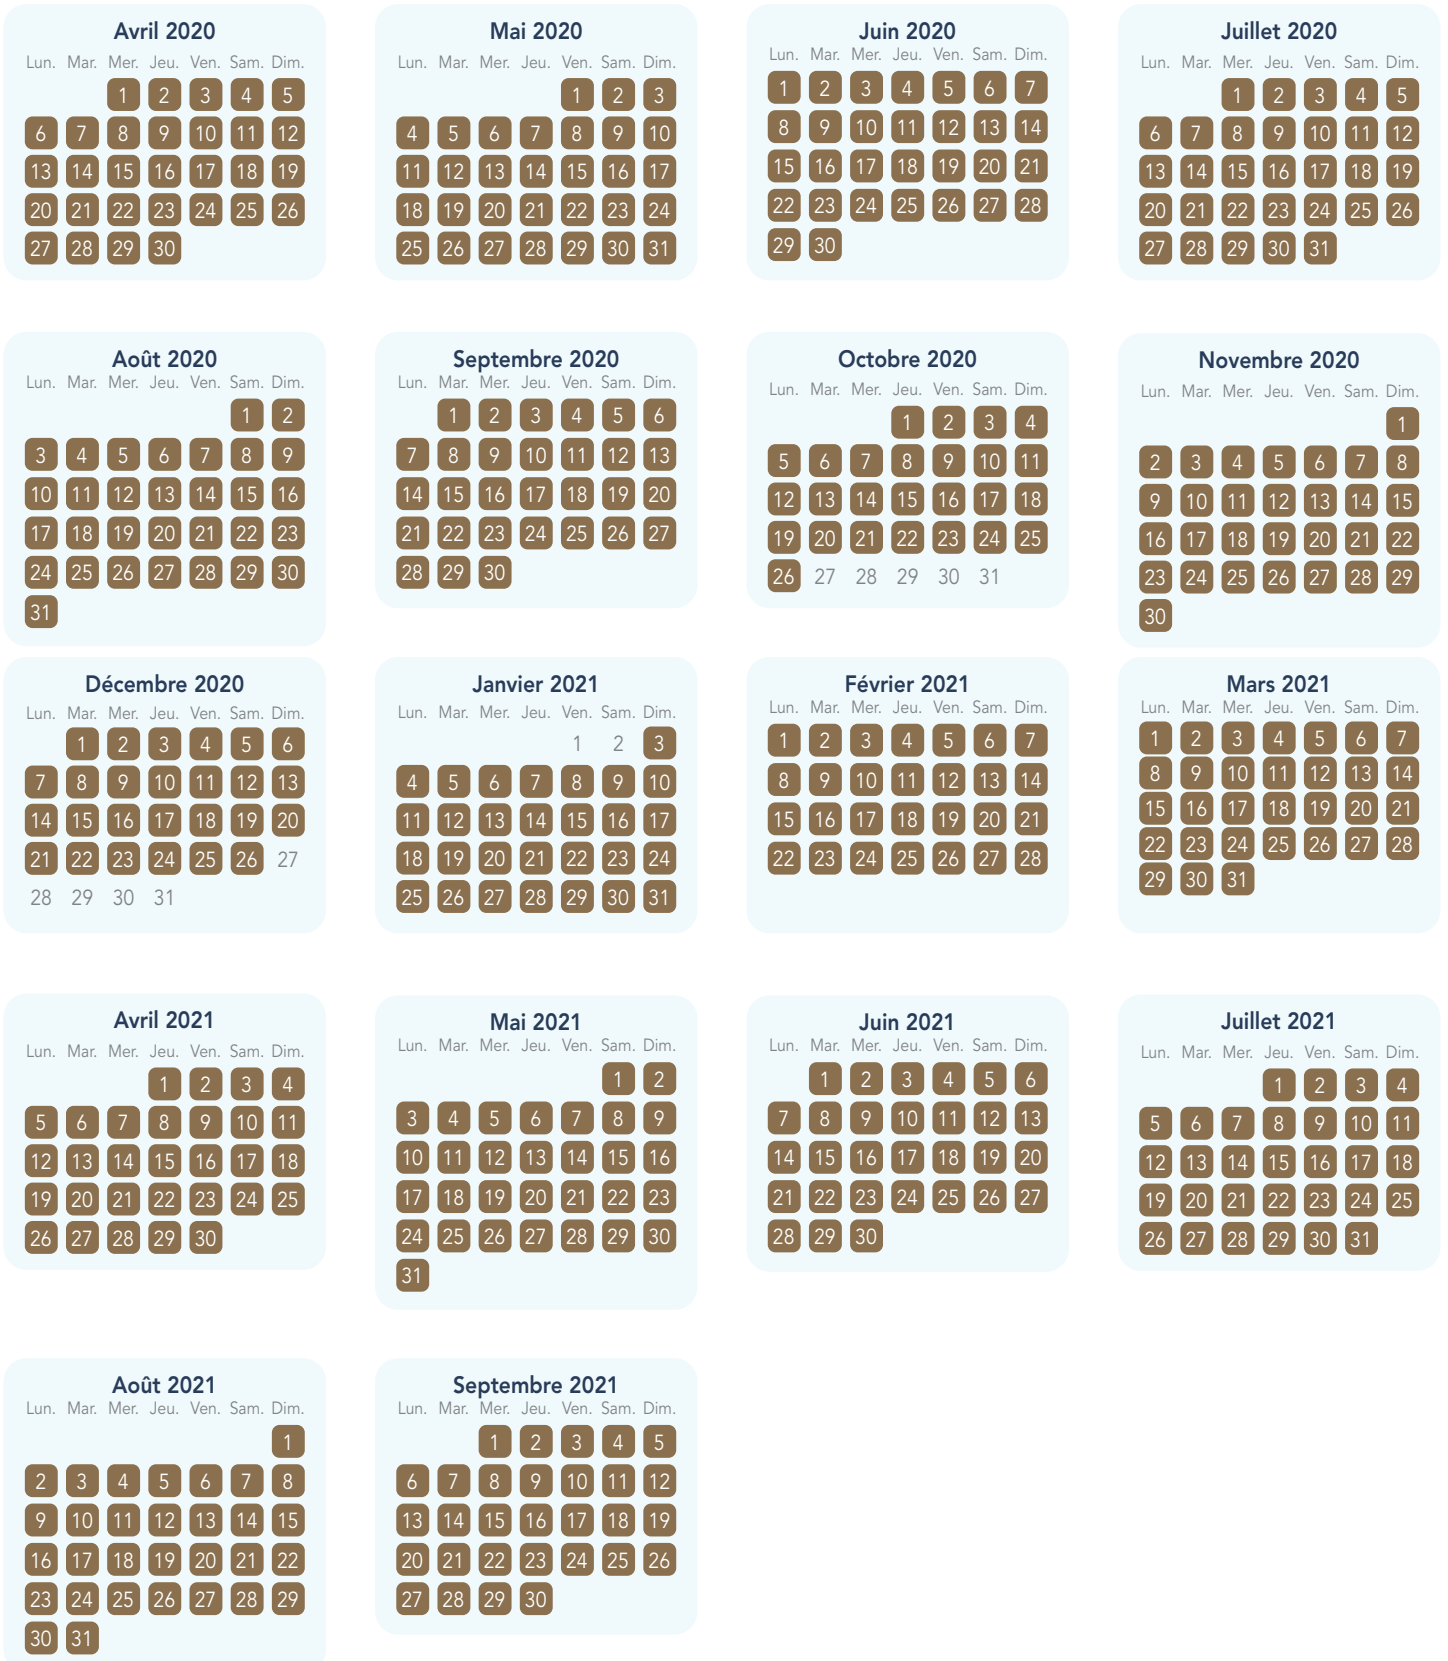 Avril 2020
Lun. Mar. Mer. Jeu. Ven. Sam. Dim.
1 2 3 4 5
6 7 8 9 10 11 12
13 14 15 16 17 18 19
20 21 22 23 24 25 26
27 28 29 30
Mai 2020
Lun. Mar. Mer. Jeu. Ven. Sam. Dim.
1 2 3
4 5 6 7 8 9 10
11 12 13 14 15 16 17
18 19 20 21 22 23 24
25 26 27 28 29 30 31
Juin 2020
Lun. Mar. Mer. Jeu. Ven. Sam. Dim.
1 2 3 4 5 6 7
8 9 10 11 12 13 14
15 16 17 18 19 20 21
22 23 24 25 26 27 28
29 30
Juillet 2020
Lun. Mar. Mer. Jeu. Ven. Sam. Dim.
1 2 3 4 5
6 7 8 9 10 11 12
13 14 15 16 17 18 19
20 21 22 23 24 25 26
27 28 29 30 31
Août 2020
Lun. Mar. Mer. Jeu. Ven. Sam. Dim.
1 2
3 4 5 6 7 8 9
10 11 12 13 14 15 16
17 18 19 20 21 22 23
24 25 26 27 28 29 30
31
Septembre 2020
Lun. Mar. Mer. Jeu. Ven. Sam. Dim.
1 2 3 4 5 6
7 8 9 10 11 12 13
14 15 16 17 18 19 20
21 22 23 24 25 26 27
28 29 30
Octobre 2020
Lun. Mar. Mer. Jeu. Ven. Sam. Dim.
1 2 3 4
5 6 7 8 9 10 11
12 13 14 15 16 17 18
19 20 21 22 23 24 25
26 27 28 29 30 31
Novembre 2020
Lun. Mar. Mer. Jeu. Ven. Sam. Dim.
1
2 3 4 5 6 7 8
9 10 11 12 13 14 15
16 17 18 19 20 21 22
23 24 25 26 27 28 29
30
Décembre 2020
Lun. Mar. Mer. Jeu. Ven. Sam. Dim.
1 2 3 4 5 6
7 8 9 10 11 12 13
14 15 16 17 18 19 20
21 22 23 24 25 26 27
28 29 30 31
Janvier 2021
Lun. Mar. Mer. Jeu. Ven. Sam. Dim.
1 2 3
4 5 6 7 8 9 10
11 12 13 14 15 16 17
18 19 20 21 22 23 24
25 26 27 28 29 30 31
Février 2021
Lun. Mar. Mer. Jeu. Ven. Sam. Dim.
1 2 3 4 5 6 7
8 9 10 11 12 13 14
15 16 17 18 19 20 21
22 23 24 25 26 27 28
Mars 2021
Lun. Mar. Mer. Jeu. Ven. Sam. Dim.
1 2 3 4 5 6 7
8 9 10 11 12 13 14
15 16 17 18 19 20 21
22 23 24 25 26 27 28
29 30 31
Avril 2021
Lun. Mar. Mer. Jeu. Ven. Sam. Dim.
1 2 3 4
5 6 7 8 9 10 11
12 13 14 15 16 17 18
19 20 21 22 23 24 25
26 27 28 29 30
Mai 2021
Lun. Mar. Mer. Jeu. Ven. Sam. Dim.
1 2
3 4 5 6 7 8 9
10 11 12 13 14 15 16
17 18 19 20 21 22 23
24 25 26 27 28 29 30
31
Juin 2021
Lun. Mar. Mer. Jeu. Ven. Sam. Dim.
1 2 3 4 5 6
7 8 9 10 11 12 13
14 15 16 17 18 19 20
21 22 23 24 25 26 27
28 29 30
Juillet 2021
Lun. Mar. Mer. Jeu. Ven. Sam. Dim.
1 2 3 4
5 6 7 8 9 10 11
12 13 14 15 16 17 18
19 20 21 22 23 24 25
26 27 28 29 30 31
Août 2021
Lun. Mar. Mer. Jeu. Ven. Sam. Dim.
1
2 3 4 5 6 7 8
9 10 11 12 13 14 15
16 17 18 19 20 21 22
23 24 25 26 27 28 29
30 31
Septembre 2021
Lun. Mar. Mer. Jeu. Ven. Sam. Dim.
1 2 3 4 5
6 7 8 9 10 11 12
13 14 15 16 17 18 19
20 21 22 23 24 25 26
27 28 29 30